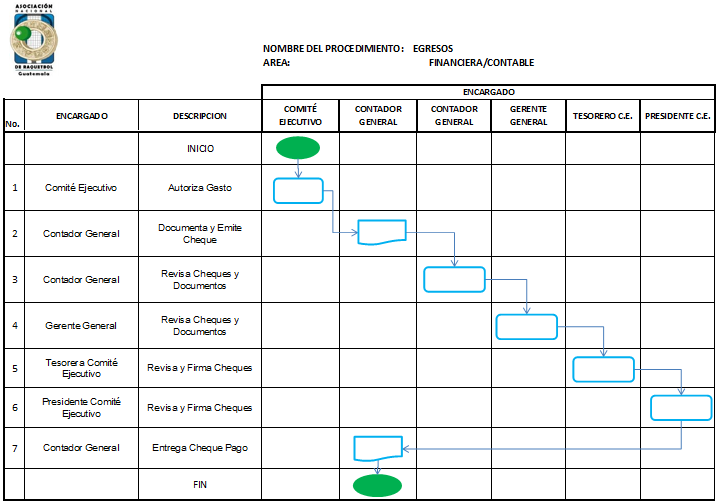 ASOCIACIÓN
NACIONAL
DE RAQUETBOL
Guatemala
NOMBRE DEL PROCEDIMIENTO: EGRESOS
AREA: FINANCIERA/CONTABLE
ENCARGADO
No. ENCARGADO DESCRIPCION COMITÉ EJECUTIVO CONTADOR GENERAL CONTADOR GENERAL GERENTE GENERAL TESORERO C.E. PRESIDENTE C.E.
INICIO
1 Comité Ejecutivo Autoriza Gasto
2 Contador General Documenta y Emite
Cheque
3 Contador General Revisa Cheques y
Documentos
4 Gerente General Revisa Cheques y
Documentos
5 Tesorera Comité
Ejecutivo Revisa y Firma Cheques
6 Presidente Comité
Ejecutivo Revisa y Firma Cheques
7 Contador General Entrega Cheque Pago
FIN